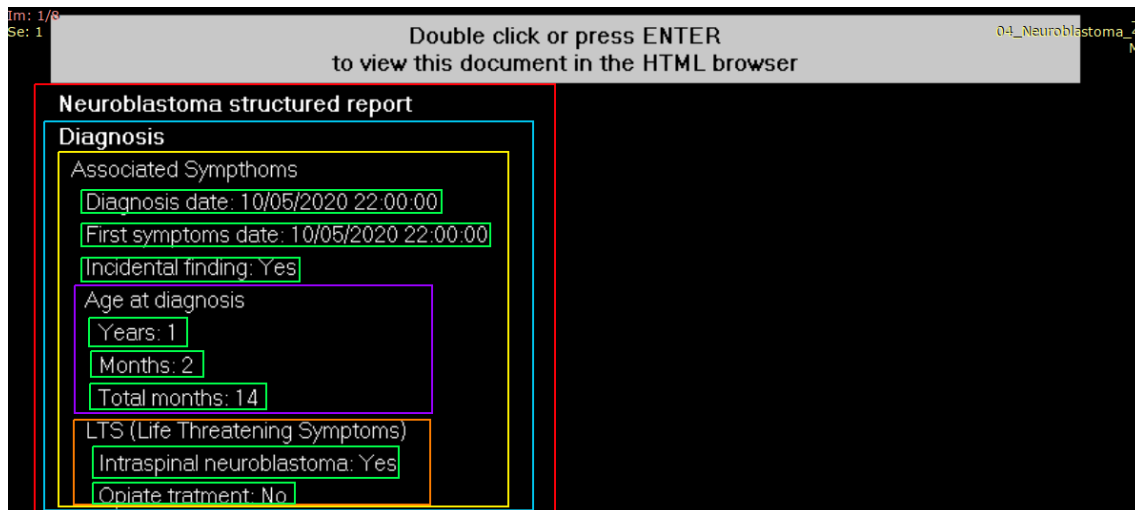 Im: 1/8
Se: 1
Double click or press ENTER
to view this document in the HTML browser
04_Neuroblastoma_
Neuroblastoma structured report
Diagnosis
Associated Sympthoms
Diagnosis date: 10/05/2020 22:00:00
First symptoms date: 10/05/2020 22:00:00
Incidental finding: Yes
Age at diagnosis
Years: 1
Months: 2
Total months: 14
LTS (Life Threatening Symptoms)
Intraspinal neuroblastoma: Yes
Opiate tratment: No